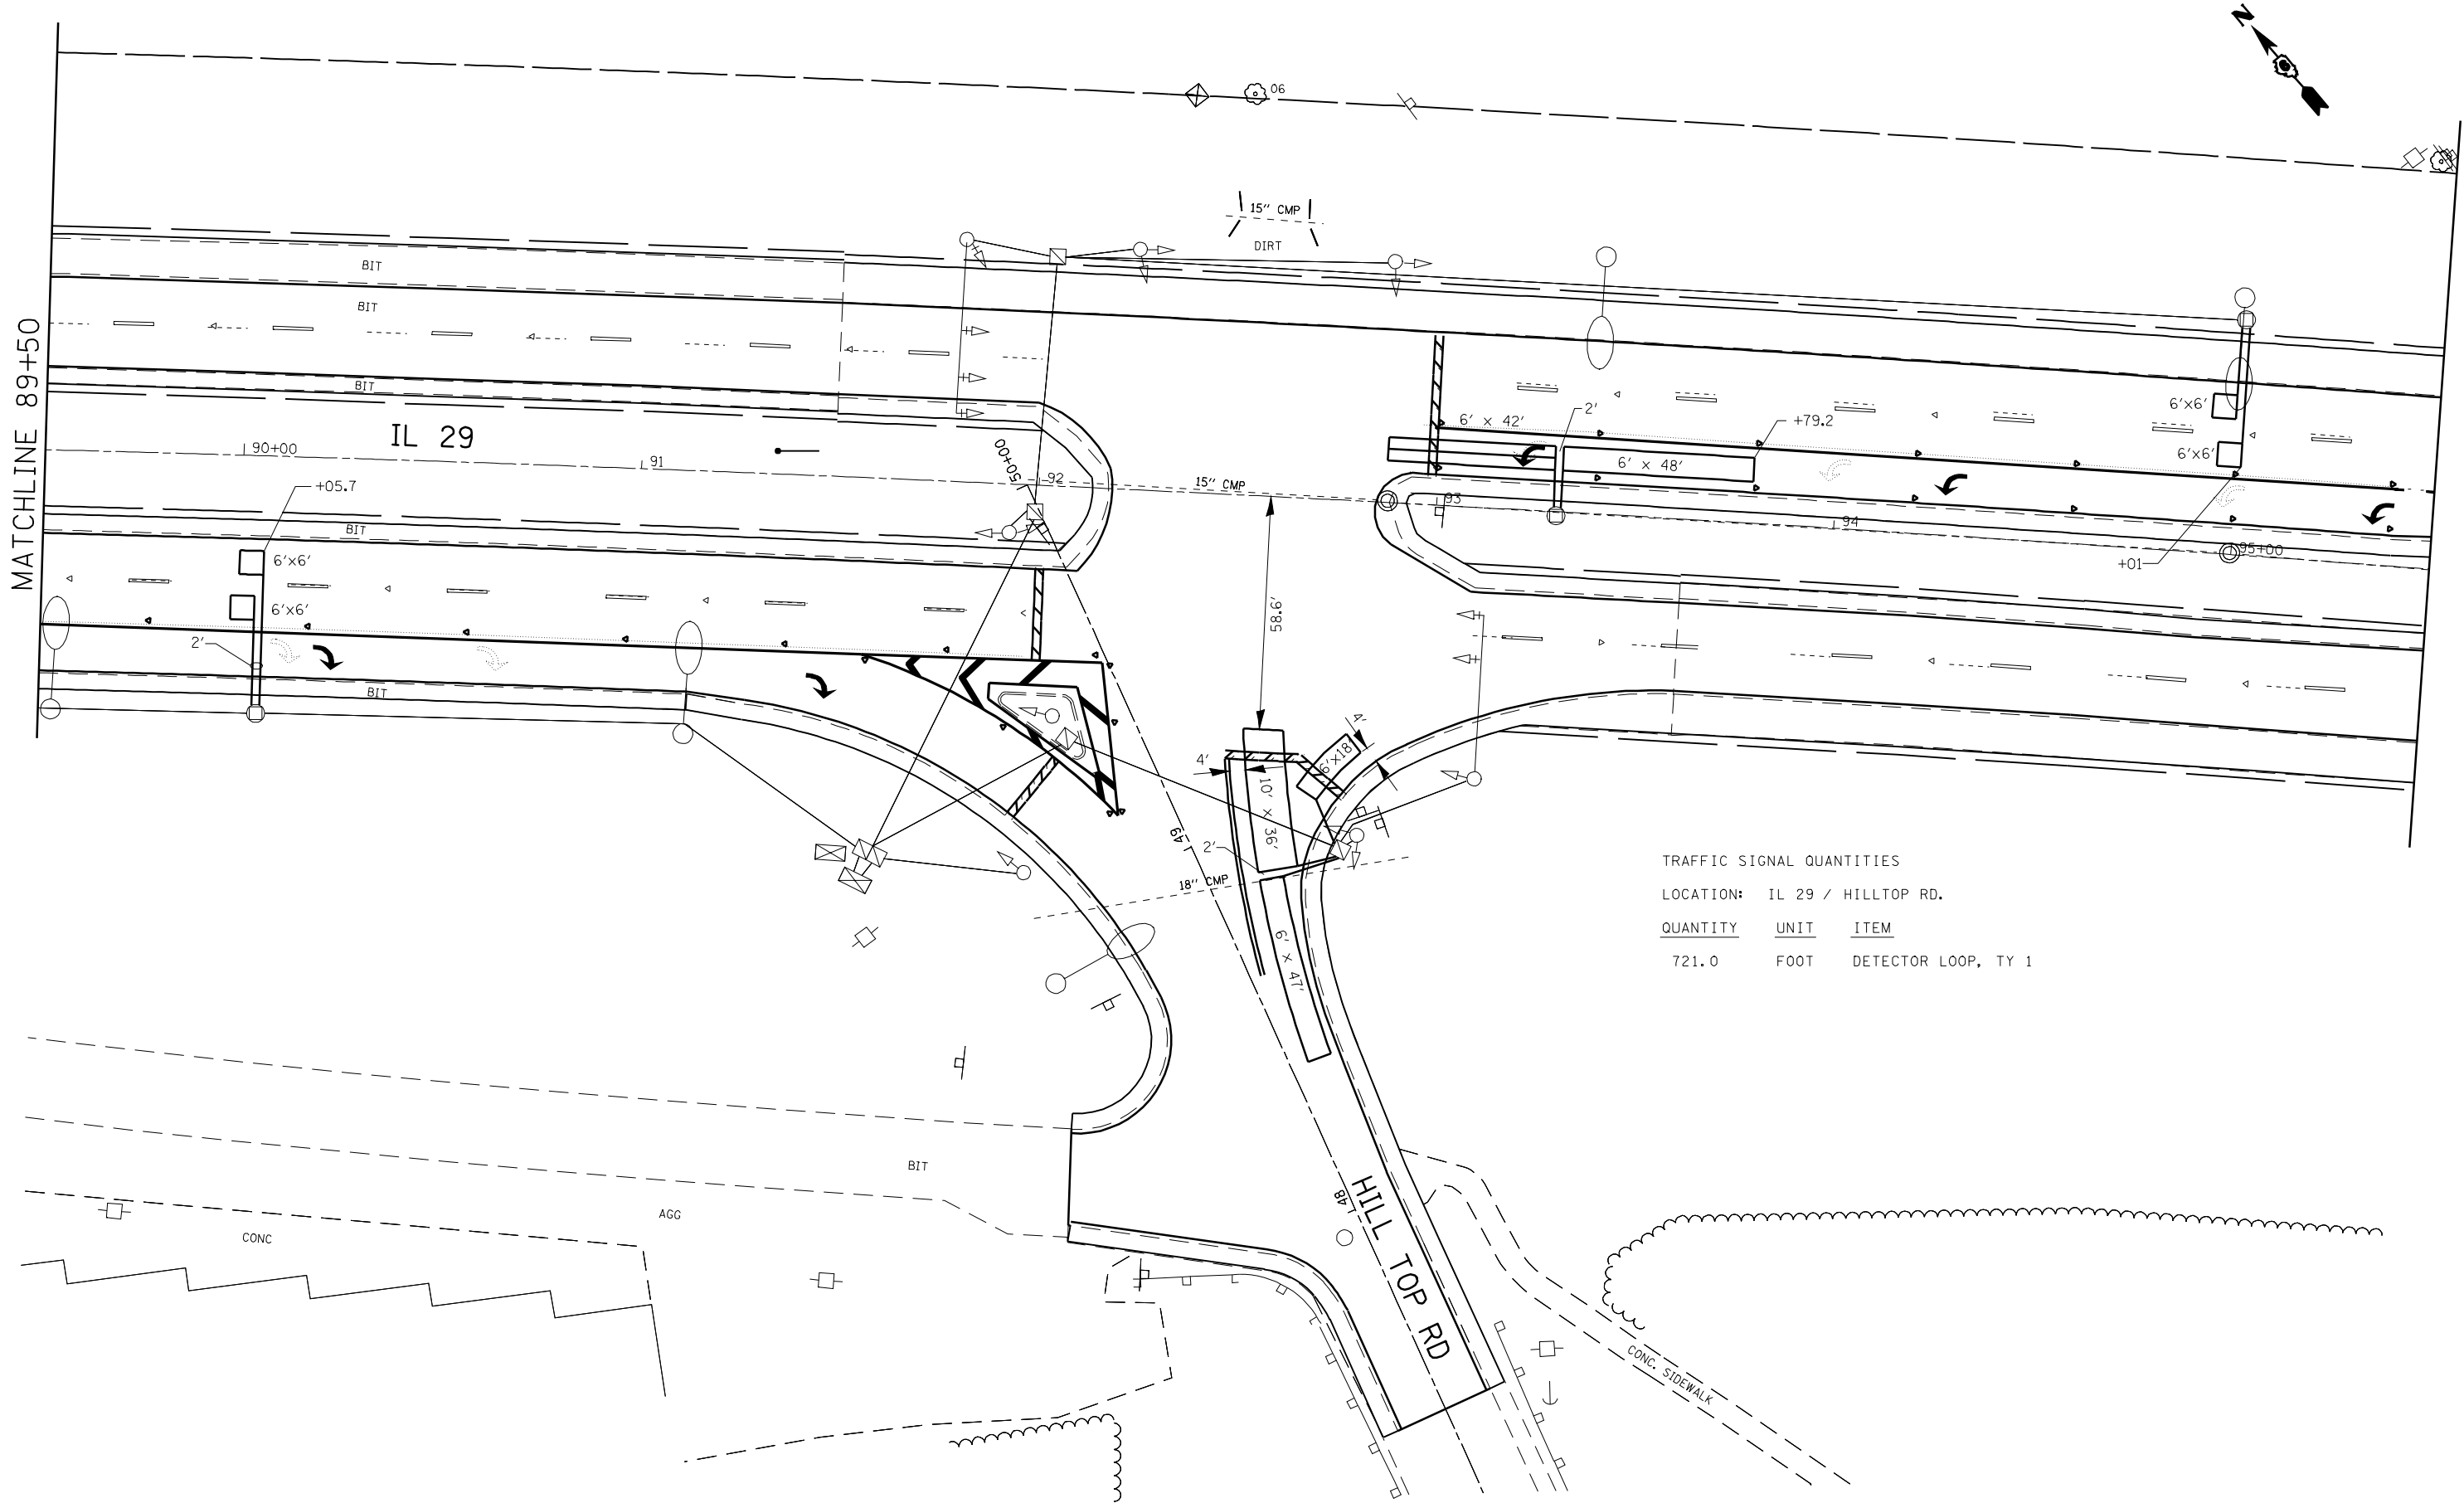 N
06
15" CMP
DIRT
BIT
BIT
BIT
MATCHLINE 89+50
IL 29
90+00
91
50+00
92
15" CMP
93
94
95+00
+05.7
BIT
6' x 42'
2'
+79.2
6' x 48'
6'x6'
6'x6'
+01
6'x6'
6'x6'
2'
BIT
58.6'
4'
4'
6'x18'
10' x 36'
49
2'
18" CMP
6' x 47'
TRAFFIC SIGNAL QUANTITIES
LOCATION: IL 29 / HILLTOP RD.
QUANTITY UNIT ITEM
721.0 FOOT DETECTOR LOOP, TY 1
BIT
AGG
CONC
48
HILL TOP RD
CONC. SIDEWALK